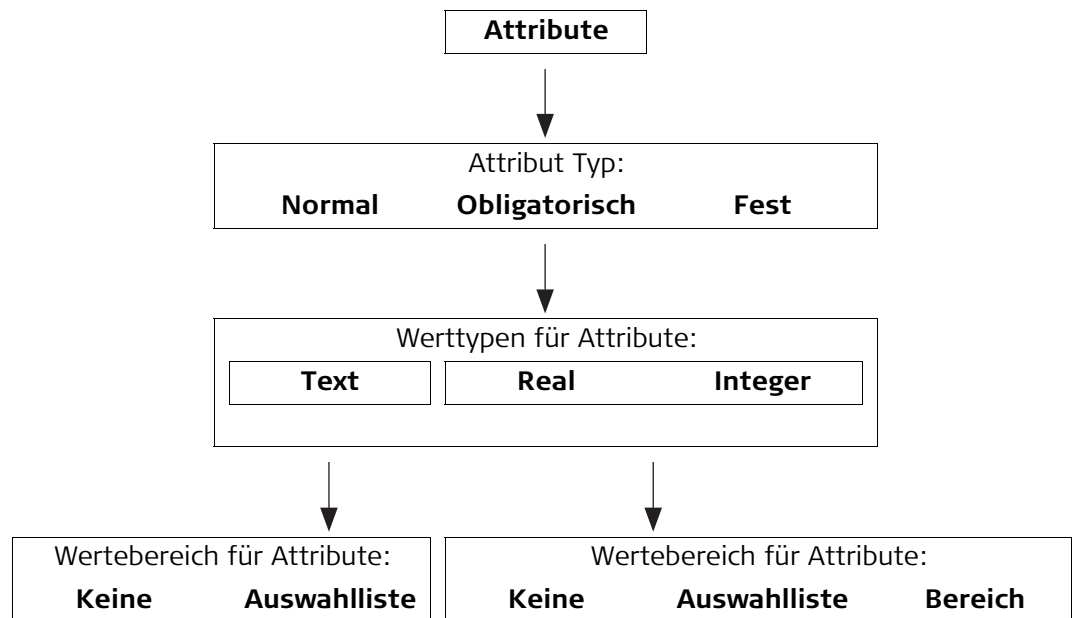 Attribute
Attribut Typ:
Normal Obligatorisch Fest
Werttypen für Attribute:
Text Real Integer
Wertebereich für Attribute:
Keine Auswahlliste
Wertebereich für Attribute:
Keine Auswahlliste Bereich